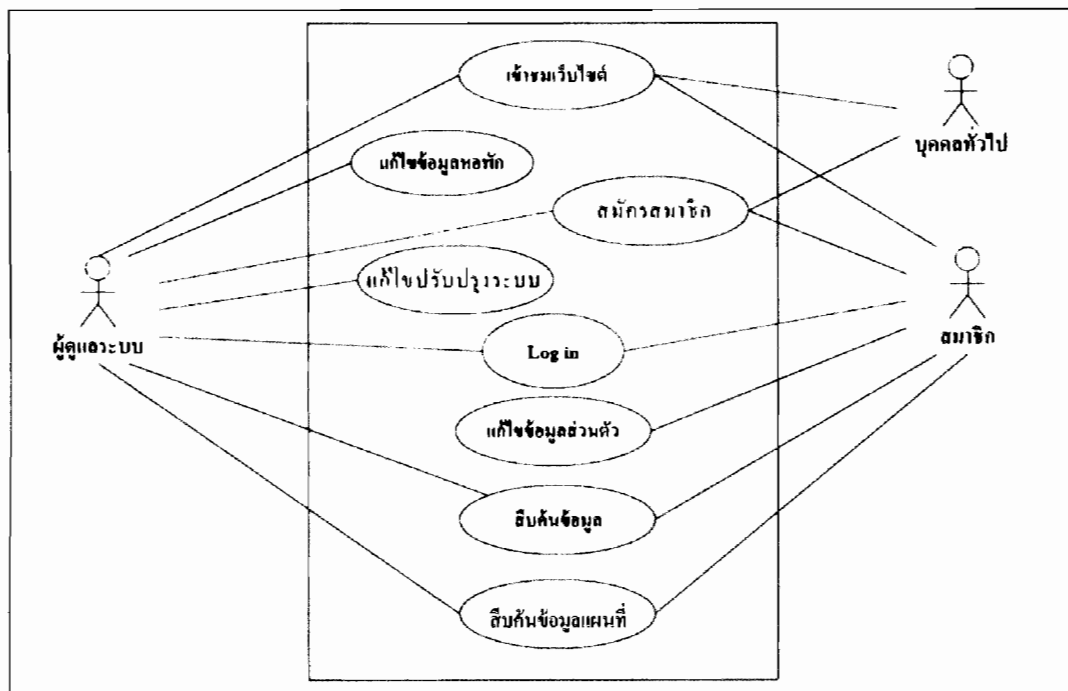 เข้าชมเว็บไซต์
บุคคลทั่วไป
แก้ไขข้อมูลหอพัก
สมัครสมาชิก
แก้ไขปรับปรุงระบบ
ผู้ดูแลระบบ
สมาชิก
Log in
แก้ไขข้อมูลส่วนตัว
สืบค้นข้อมูล
สืบค้นข้อมูลแผนที่